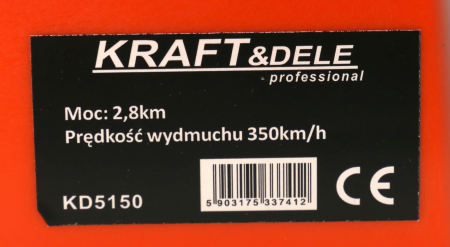 KRAFT&DELE
professional
Moc: 2,8km
Prędkość wydmuchu 350km/h
KD5150
5 903175 337412
CE